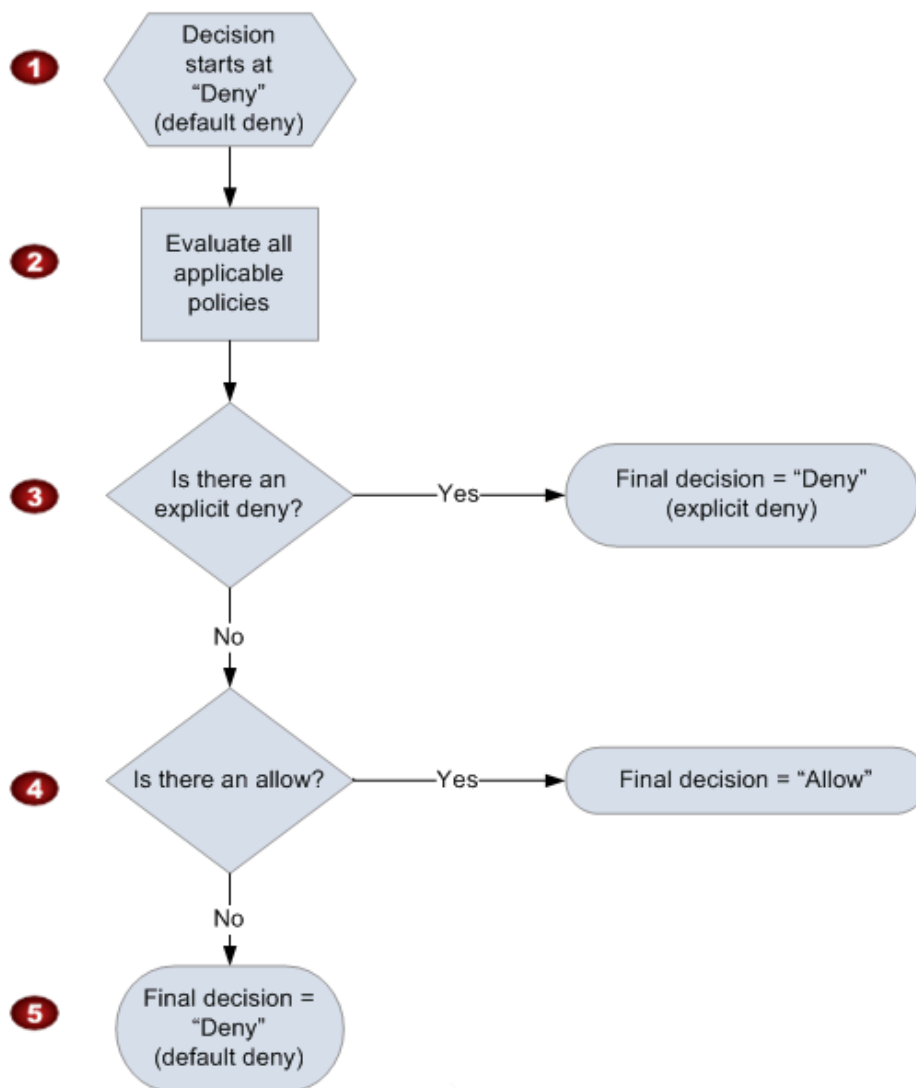 1
Decision
starts at
“Deny”
(default deny)
2
Evaluate all
applicable
policies
3
Is there an
explicit deny?
Yes
Final decision = “Deny”
(explicit deny)
No
4
Is there an allow?
Yes
Final decision = “Allow”
No
5
Final decision =
“Deny”
(default deny)